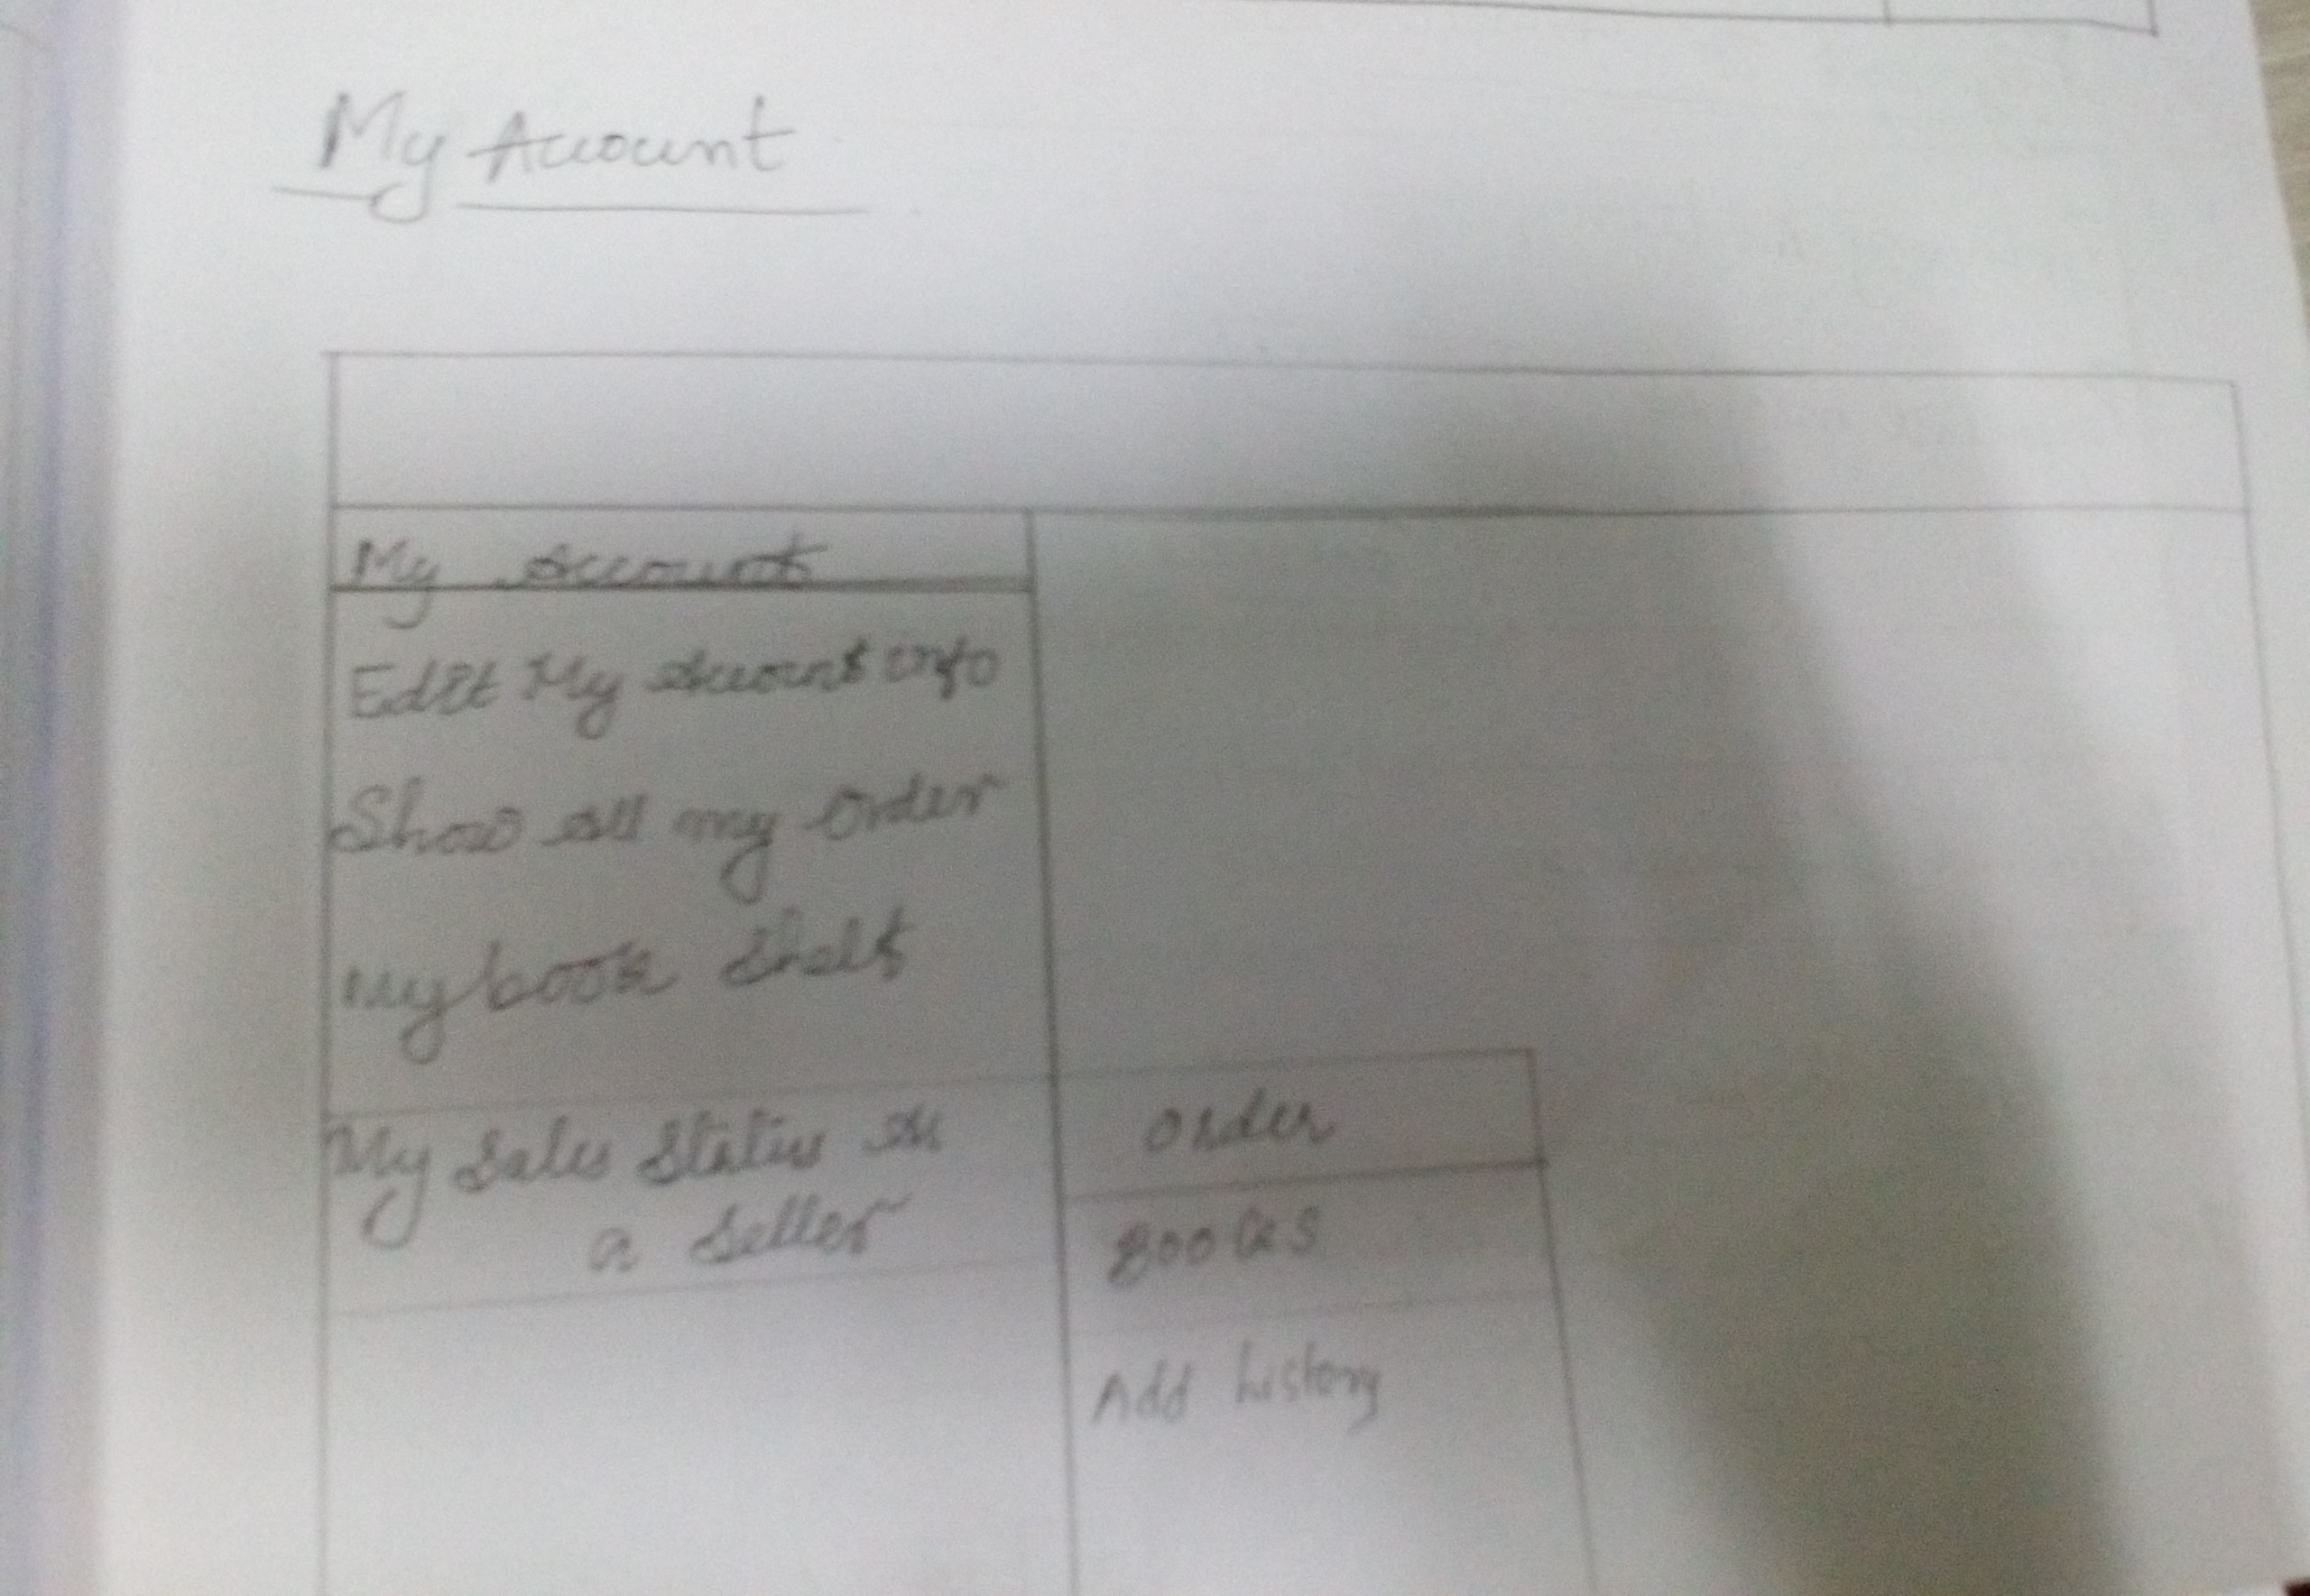 My Account
My Account
Edit My Account info
Show All my Order
My book Shelf
My Sales Status As
a Seller
Order
Books
Add history